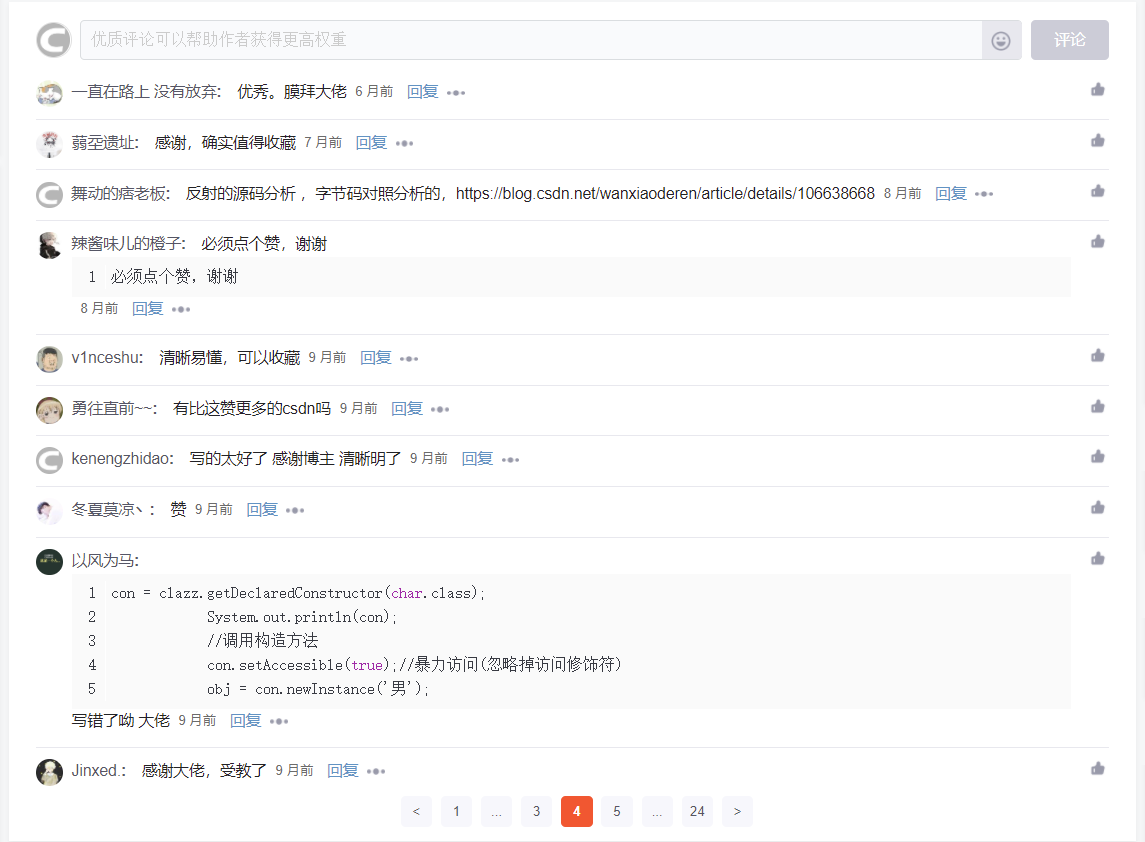 优质评论可以帮助作者获得更高权重
评论
一直在路上 没有放弃: 优秀。膜拜大佬 6 月前 回复
蒻坖遗址: 感谢，确实值得收藏 7 月前 回复
舞动的痞老板: 反射的源码分析 ，字节码对照分析的，https://blog.csdn.net/wanxiaoderen/article/details/106638668 8 月前 回复
辣酱味儿的橙子: 必须点个赞，谢谢
1 必须点个赞，谢谢
8 月前 回复
v1nceshu: 清晰易懂，可以收藏 9 月前 回复
勇往直前~~: 有比这赞更多的csdn吗 9 月前 回复
kenengzhidao: 写的太好了 感谢博主 清晰明了 9 月前 回复
冬夏莫凉丶: 赞 9 月前 回复
以风为马:
1 con = clazz.getDeclaredConstructor(char.class);
2 System.out.println(con);
3 //调用构造方法
4 con.setAccessible(true);//暴力访问(忽略掉访问修饰符)
5 obj = con.newInstance('男');
写错了呦 大佬 9 月前 回复
Jinxed.: 感谢大佬，受教了 9 月前 回复
< 1 ... 3 4 5 ... 24 >